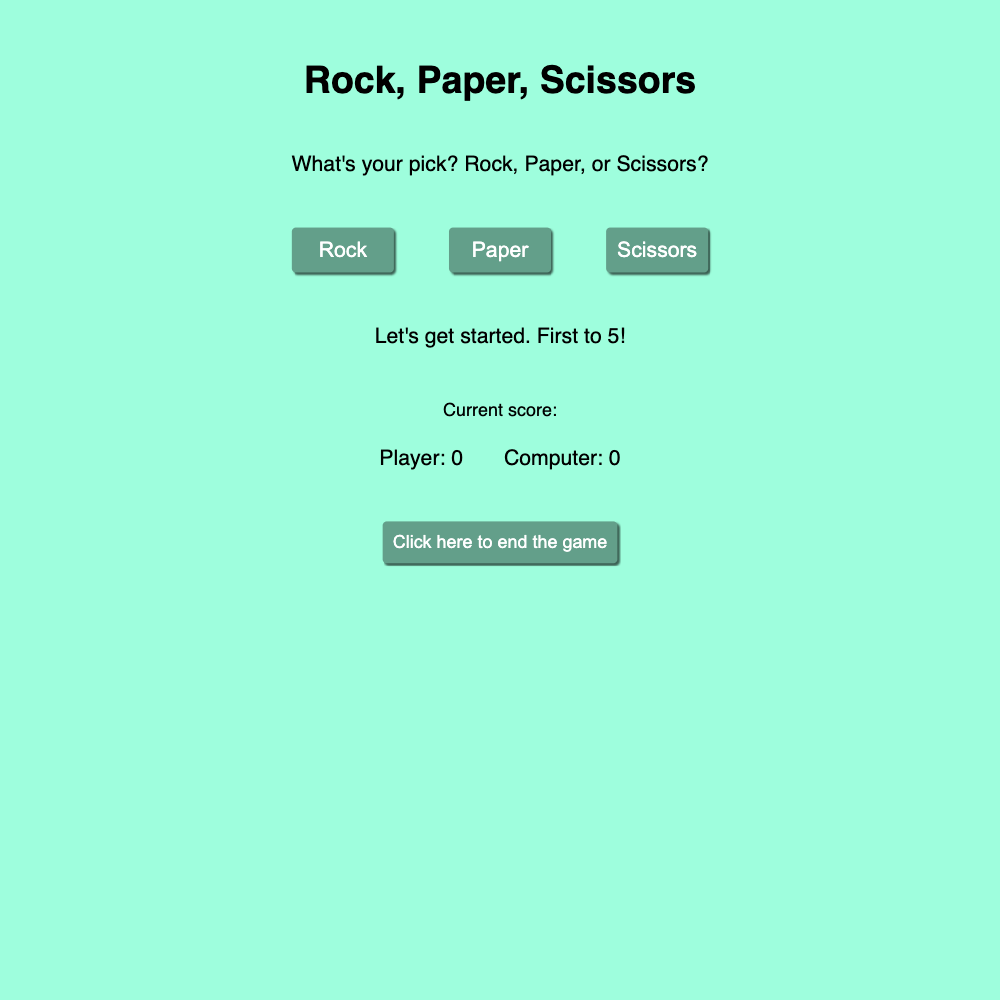 Rock, Paper, Scissors
What's your pick? Rock, Paper, or Scissors?
Rock Paper Scissors
Let's get started. First to 5!
Current score:
Player: 0 Computer: 0
Click here to end the game